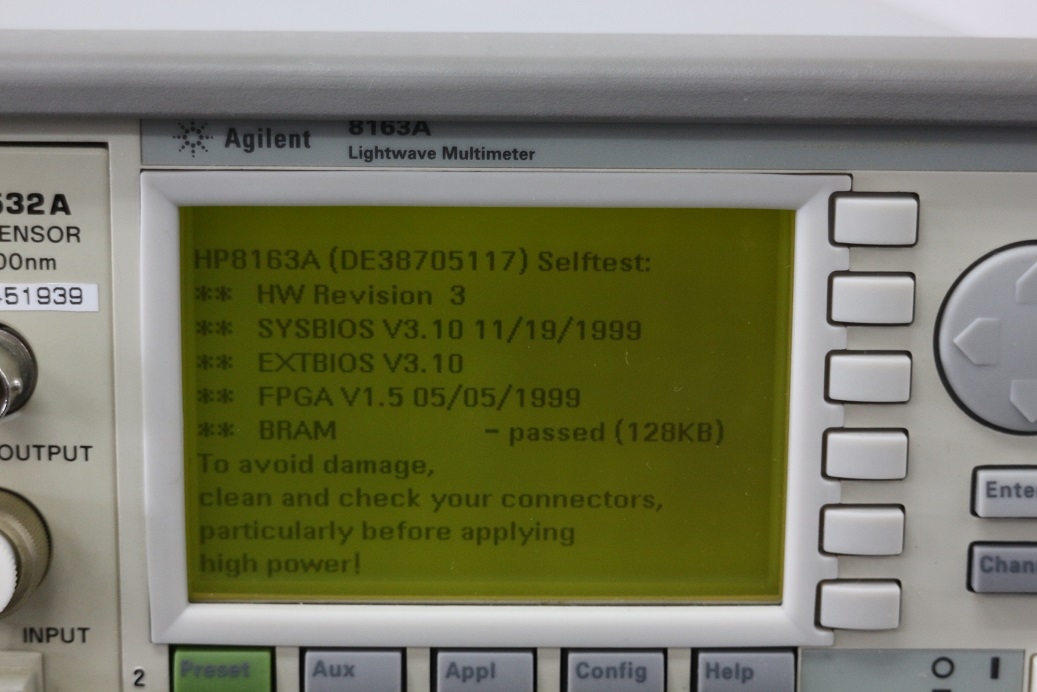 Agilent 8163A
Lightwave Multimeter
532A
ENSOR
00nm
51939
OUTPUT
INPUT
HP8163A (DE38705117) Selftest:
** HW Revision 3
** SYSBIOS V3.10 11/19/1999
** EXTBIOS V3.10
** FPGA V1.5 05/05/1999
** BRAM - passed (128KB)
To avoid damage,
clean and check your connectors,
particularly before applying
high power!
Enter
Chan
2
Preset Aux Appl Config Help